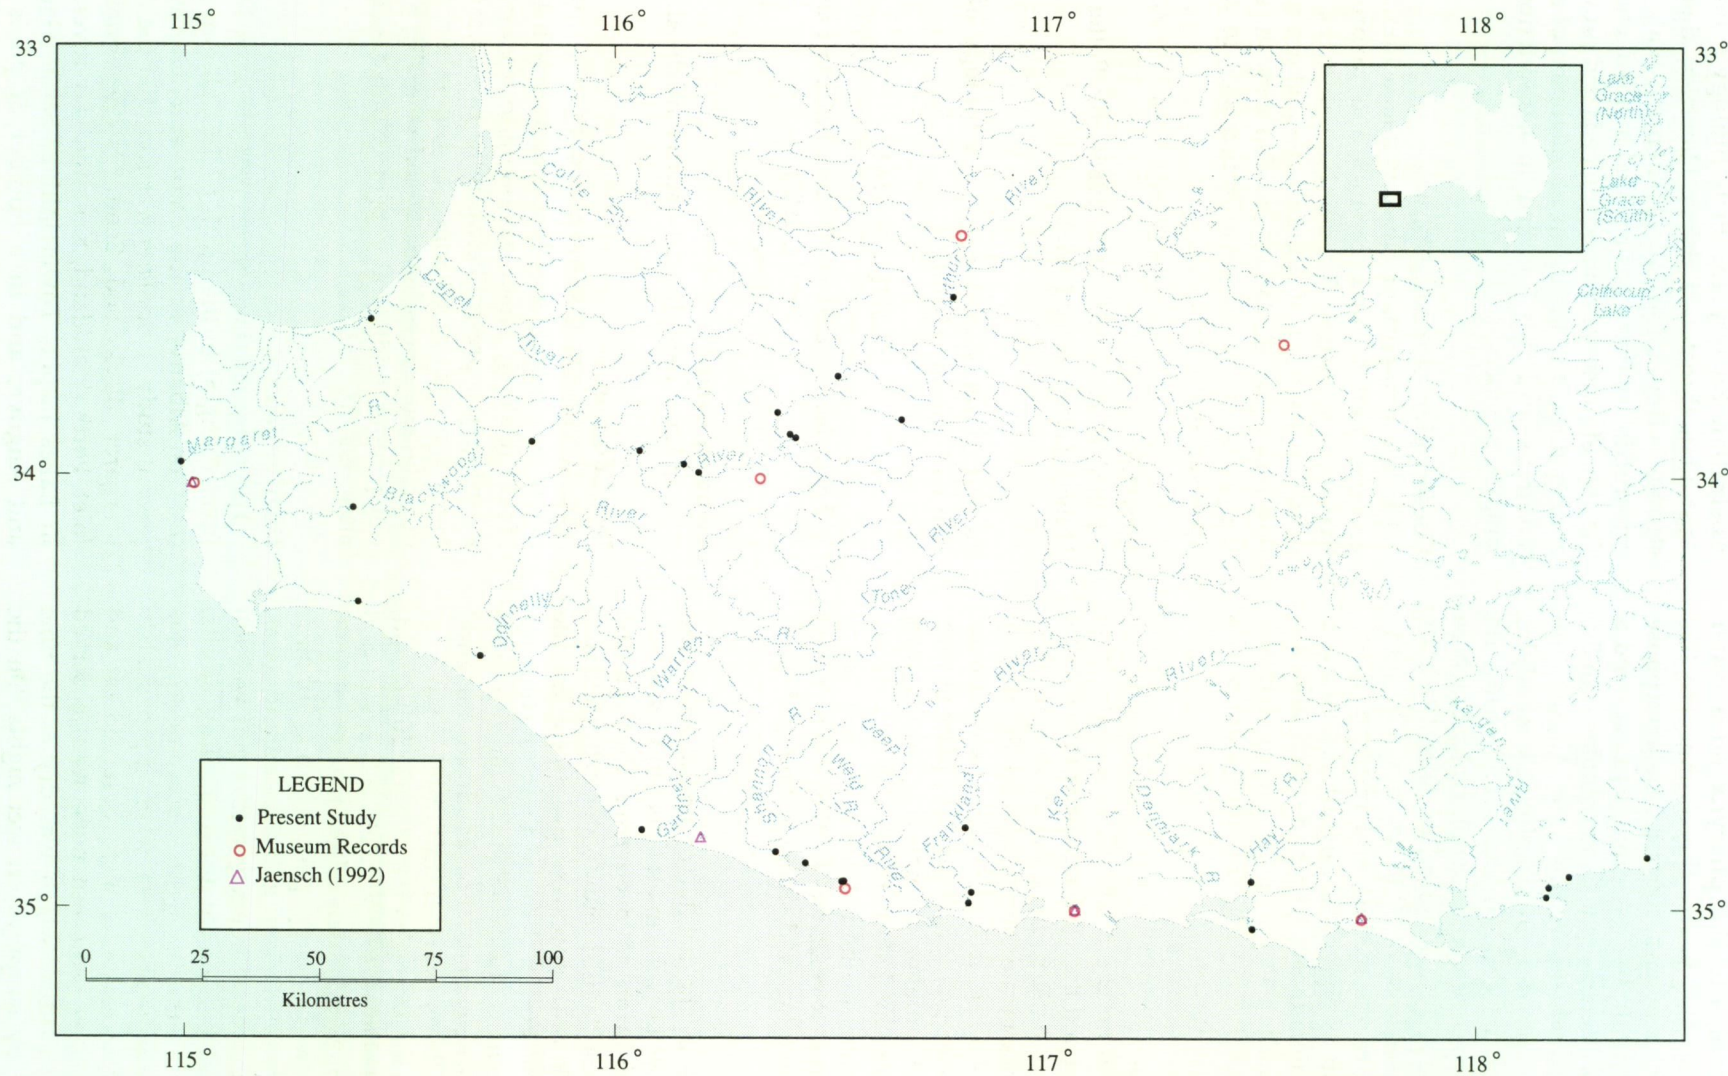 115° 116° 117° 118°
33° 33°
Lake
Grace
(North)
Lake
Grace
(South)
Collie
River
River
Arthur
Capel
River
Chinocup
Lake
Margaret
R
Blackwood
River
34° 34°
River
River
Donnelly
Tone
Warren
R
River
River
Kalgan
River
R
Gardner
Shannon
R
Weld R
Deep
River
Frankland
Kent
Denmark
R
Hay
R
LEGEND
Present Study
Museum Records
Jaensch (1992)
35° 35°
0 25 50 75 100
Kilometres
115° 116° 117° 118°